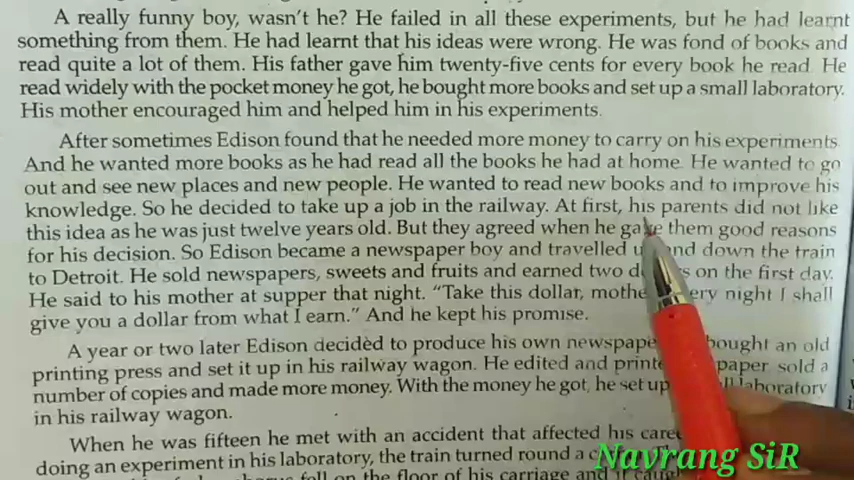 A really funny boy, wasn't he? He failed in all these experiments, but he had learnt
something from them. He had learnt that his ideas were wrong. He was fond of books and
read quite a lot of them. His father gave him twenty-five cents for every book he read. He
read widely with the pocket money he got, he bought more books and set up a small laboratory.
His mother encouraged him and helped him in his experiments.
After sometimes Edison found that he needed more money to carry on his experiments.
And he wanted more books as he had read all the books he had at home. He wanted to go
out and see new places and new people. He wanted to read new books and to improve his
knowledge. So he decided to take up a job in the railway. At first, his parents did not like
this idea as he was just twelve years old. But they agreed when he gave them good reasons
for his decision. So Edison became a newspaper boy and travelled and down the train
to Detroit. He sold newspapers, sweets and fruits and earned two on the first day.
He said to his mother at supper that night. "Take this dollar, night I shall
give you a dollar from what I earn." And he kept his promise.
A year or two later Edison decided to produce his own bought an old
printing press and set it up in his railway wagon. He edited and paper sold a
number of copies and made more money. With the money he got, he set up laboratory
in his railway wagon.
When he was fifteen he met with an accident that affected his
doing an experiment in his laboratory, the train turned round a
fell on the floor of his carriage and it
Navrang SiR